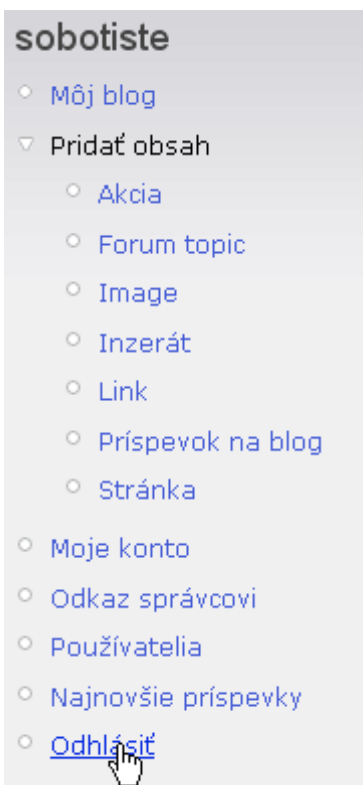 sobotiste
Môj blog
Pridať obsah
Akcia
Forum topic
Image
Inzerát
Link
Príspevok na blog
Stránka
Moje konto
Odkaz správcovi
Používatelia
Najnovšie príspevky
Odhlásiť